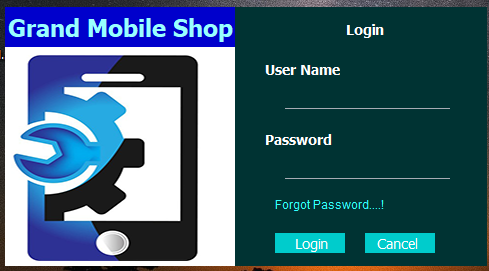 Grand Mobile Shop
Login
User Name
Password
Forgot Password....!
Login Cancel